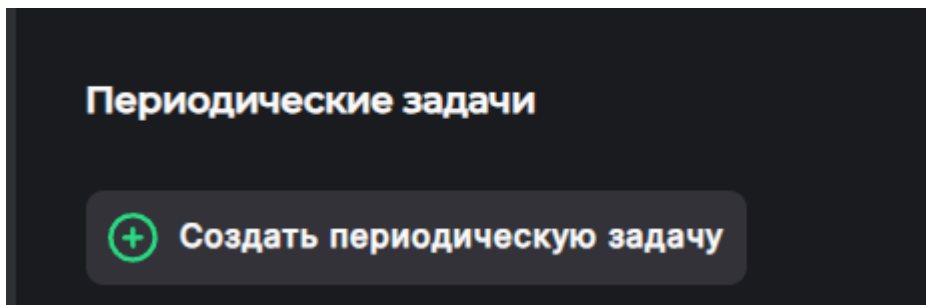 Периодические задачи
Создать периодическую задачу